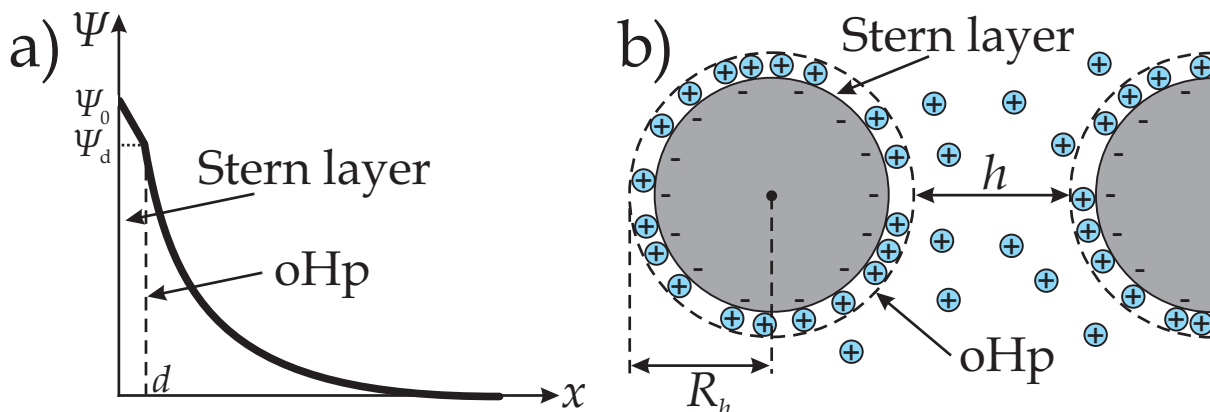 a)
Ψ
Ψ₀
Ψd
Stern layer
oHp
d
x
b)
Stern layer
h
oHp
Rₕ